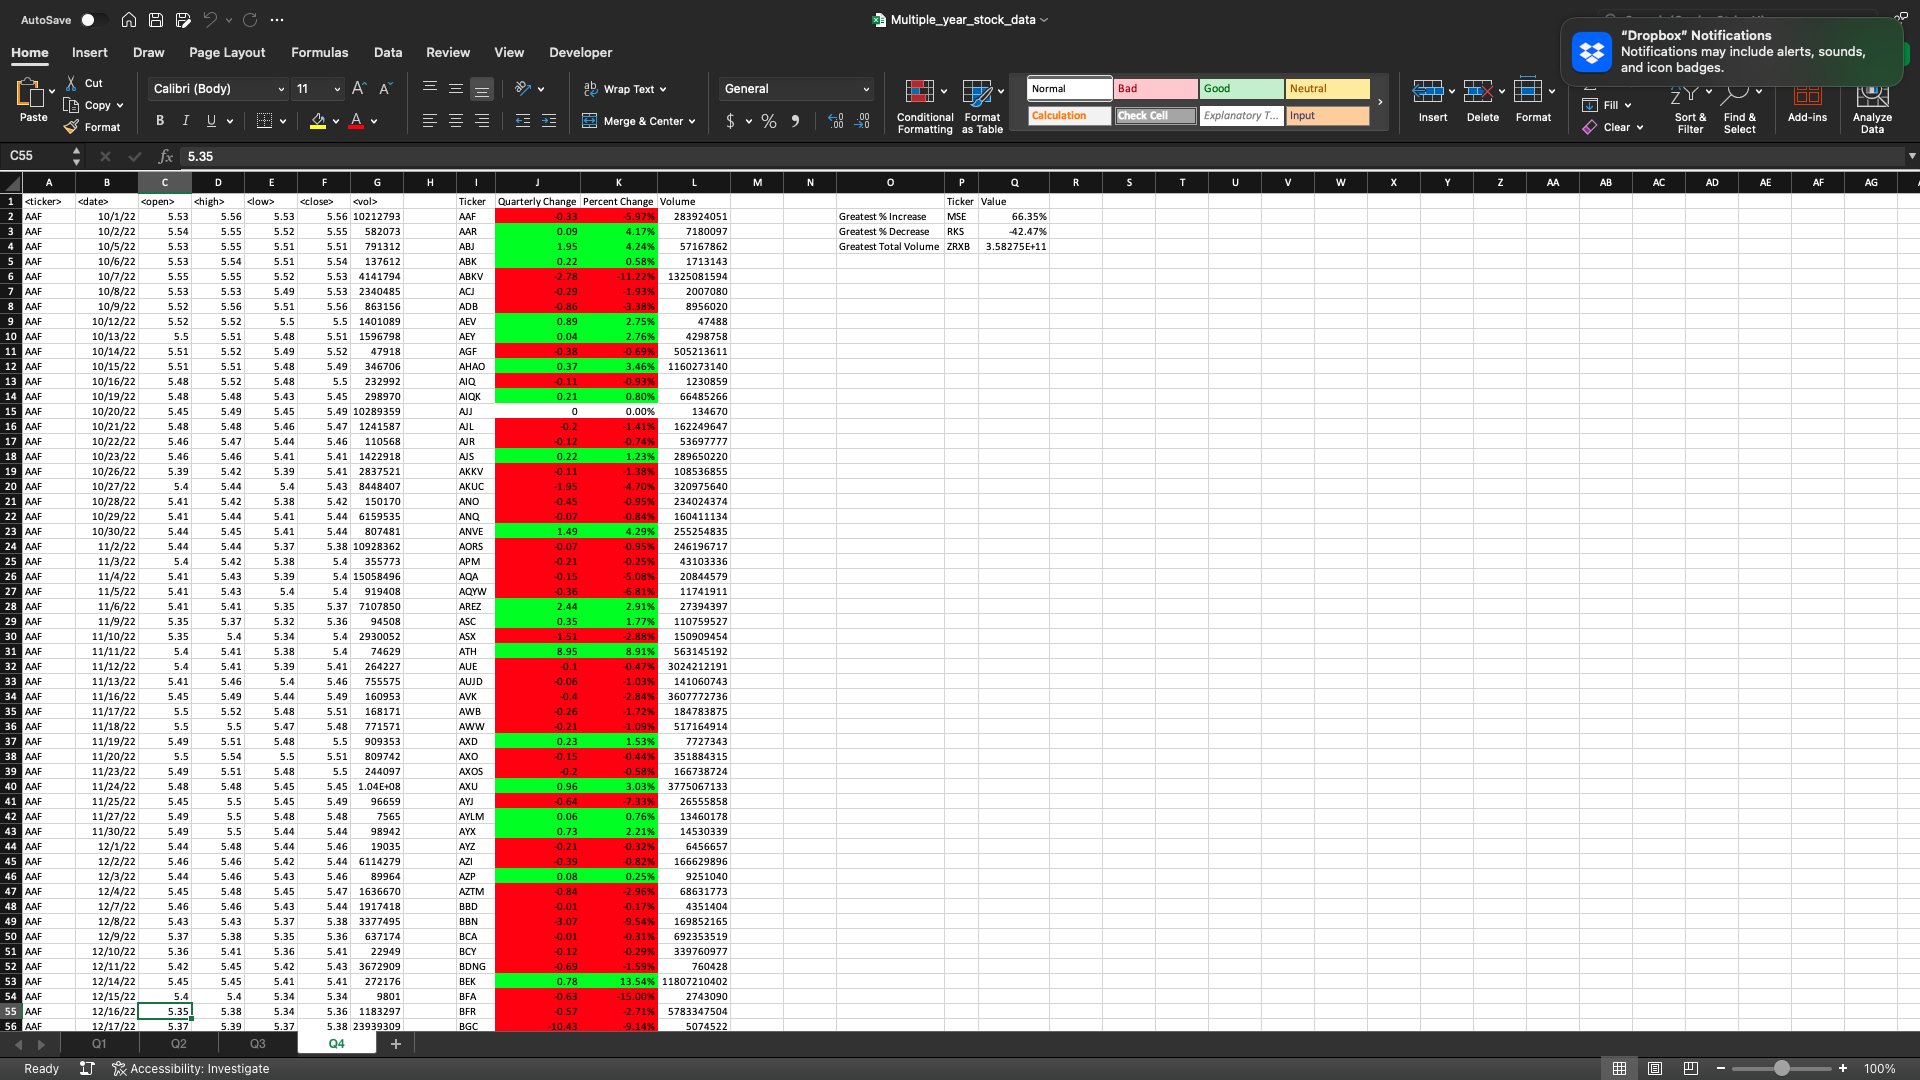 AutoSave
Multiple_year_stock_data
"Dropbox" Notifications
Notifications may include alerts, sounds,
and icon badges.
Home Insert Draw Page Layout Formulas Data Review View Developer
Paste Cut Copy Format
Calibri (Body) 11
B I U
Wrap Text
Merge & Center
General
$ % 9
Conditional Formatting
Format as Table
Normal Bad Good Neutral
Calculation Check Cell Explanatory T... Input
Insert Delete Format
Fill
Clear
Sort & Filter
Find & Select
Add-ins
Analyze Data
C55 fx 5.35
A B C D E F G H I J K L M N O P Q R S T U V W X Y Z AA AB AC AD AE AF AG
1 <ticker> <date> <open> <high> <low> <close> <vol> Ticker Quarterly Change Percent Change Volume Ticker Value
2 AAF 10/1/22 5.53 5.56 5.53 5.56 10212793 AAF -0.33 -5.97% 283924051 Greatest % Increase MSE 66.35%
3 AAF 10/2/22 5.54 5.55 5.52 5.55 582073 AAR 0.09 4.17% 7180097 Greatest % Decrease RKS -42.47%
4 AAF 10/5/22 5.53 5.55 5.51 5.51 791312 ABJ 1.95 4.24% 57167862 Greatest Total Volume ZRXB 3.58275E+11
5 AAF 10/6/22 5.53 5.54 5.51 5.54 137612 ABK 0.22 0.58% 1713143
6 AAF 10/7/22 5.55 5.55 5.52 5.53 4141794 ABKV -2.78 -11.22% 1325081594
7 AAF 10/8/22 5.53 5.53 5.49 5.53 2340485 ACJ -0.29 -1.93% 2007080
8 AAF 10/9/22 5.52 5.56 5.51 5.56 863156 ADB -0.86 -3.38% 8956020
9 AAF 10/12/22 5.52 5.52 5.5 5.5 1401089 AEV 0.89 2.75% 47488
10 AAF 10/13/22 5.5 5.51 5.48 5.51 1596798 AEY 0.04 2.76% 4298758
11 AAF 10/14/22 5.51 5.52 5.49 5.52 47918 AGF -0.38 -0.69% 505213611
12 AAF 10/15/22 5.51 5.51 5.48 5.49 346706 AHAO 0.37 3.46% 1160273140
13 AAF 10/16/22 5.48 5.52 5.48 5.5 232992 AIQ -0.11 -0.93% 1230859
14 AAF 10/19/22 5.48 5.48 5.43 5.45 298970 AIQK 0.21 0.80% 66485266
15 AAF 10/20/22 5.45 5.49 5.45 5.49 10289359 AJJ 0 0.00% 134670
16 AAF 10/21/22 5.48 5.48 5.46 5.47 1241587 AJL -0.2 -1.41% 162249647
17 AAF 10/22/22 5.46 5.47 5.44 5.46 110568 AJR -0.12 -0.74% 53697777
18 AAF 10/23/22 5.46 5.46 5.41 5.41 1422918 AJS 0.22 1.23% 289650220
19 AAF 10/26/22 5.39 5.42 5.39 5.41 2837521 AKKV -0.11 -1.38% 108536855
20 AAF 10/27/22 5.4 5.44 5.4 5.43 8448407 AKUC -1.95 -4.70% 320975640
21 AAF 10/28/22 5.41 5.42 5.38 5.42 150170 ANO -0.45 -0.95% 234024374
22 AAF 10/29/22 5.41 5.44 5.41 5.44 6159535 ANQ -0.07 -0.84% 160411134
23 AAF 10/30/22 5.44 5.45 5.41 5.44 807481 ANVE 1.49 4.29% 255254835
24 AAF 11/2/22 5.44 5.44 5.37 5.38 10928362 AORS -0.07 -0.95% 246196717
25 AAF 11/3/22 5.4 5.42 5.38 5.4 355773 APM -0.21 -0.25% 43103336
26 AAF 11/4/22 5.41 5.43 5.39 5.4 15058496 AQA -0.15 -5.08% 20844579
27 AAF 11/5/22 5.41 5.43 5.4 5.4 919408 AQYW -0.36 -6.81% 11741911
28 AAF 11/6/22 5.41 5.41 5.35 5.37 7107850 AREZ 2.44 2.91% 27394397
29 AAF 11/9/22 5.35 5.37 5.32 5.36 94508 ASC 0.35 1.77% 110759527
30 AAF 11/10/22 5.35 5.4 5.34 5.4 2930052 ASX -1.51 -2.88% 150909454
31 AAF 11/11/22 5.4 5.41 5.38 5.4 74629 ATH 8.95 8.91% 563145192
32 AAF 11/12/22 5.4 5.41 5.39 5.41 264227 AUE -0.1 -0.47% 3024212191
33 AAF 11/13/22 5.41 5.46 5.4 5.46 755575 AUJD -0.06 -1.03% 141060743
34 AAF 11/16/22 5.45 5.49 5.44 5.49 160953 AVK -0.4 -2.84% 3607772736
35 AAF 11/17/22 5.5 5.52 5.48 5.51 168171 AWB -0.26 -1.72% 184783875
36 AAF 11/18/22 5.5 5.5 5.47 5.48 771571 AWW -0.21 -1.09% 517164914
37 AAF 11/19/22 5.49 5.51 5.48 5.5 909353 AXD 0.23 1.53% 7727343
38 AAF 11/20/22 5.5 5.54 5.5 5.51 809742 AXO -0.15 -0.44% 351884315
39 AAF 11/23/22 5.49 5.51 5.48 5.5 244097 AXOS -0.2 -0.58% 166738724
40 AAF 11/24/22 5.48 5.48 5.45 5.45 1.04E+08 AXU 0.96 3.03% 3775067133
41 AAF 11/25/22 5.45 5.5 5.45 5.49 96659 AYJ -0.64 -7.33% 26555858
42 AAF 11/27/22 5.49 5.5 5.48 5.48 7565 AYLM 0.06 0.76% 13460178
43 AAF 11/30/22 5.49 5.5 5.44 5.44 98942 AYX 0.73 2.21% 14530339
44 AAF 12/1/22 5.44 5.48 5.44 5.46 19035 AYZ -0.21 -0.32% 6456657
45 AAF 12/2/22 5.46 5.46 5.42 5.44 6114279 AZI -0.39 -0.82% 166629896
46 AAF 12/3/22 5.44 5.46 5.43 5.46 89964 AZP 0.08 0.25% 9251040
47 AAF 12/4/22 5.45 5.48 5.45 5.47 1636670 AZTM -0.84 -2.96% 68631773
48 AAF 12/7/22 5.46 5.46 5.43 5.44 1917418 BBD -0.01 -0.17% 4351404
49 AAF 12/8/22 5.43 5.43 5.37 5.38 3377495 BBN -3.07 -9.54% 169852165
50 AAF 12/9/22 5.37 5.38 5.35 5.36 637174 BCA -0.01 -0.31% 692353519
51 AAF 12/10/22 5.36 5.41 5.36 5.41 22949 BCY -0.12 -0.29% 339760977
52 AAF 12/11/22 5.42 5.45 5.42 5.43 3672909 BDNG -0.69 -1.59% 760428
53 AAF 12/14/22 5.45 5.45 5.41 5.41 272176 BEK 0.78 13.54% 11807210402
54 AAF 12/15/22 5.4 5.4 5.34 5.34 9801 BFA -0.63 -15.00% 2743090
55 AAF 12/16/22 5.35 5.38 5.34 5.36 1183297 BFR -0.57 -2.71% 5783347504
56 AAF 12/17/22 5.37 5.39 5.37 5.38 23939309 BGC -10.43 -9.14% 5074522
Q1 Q2 Q3 Q4 +
Ready Accessibility: Investigate 100%